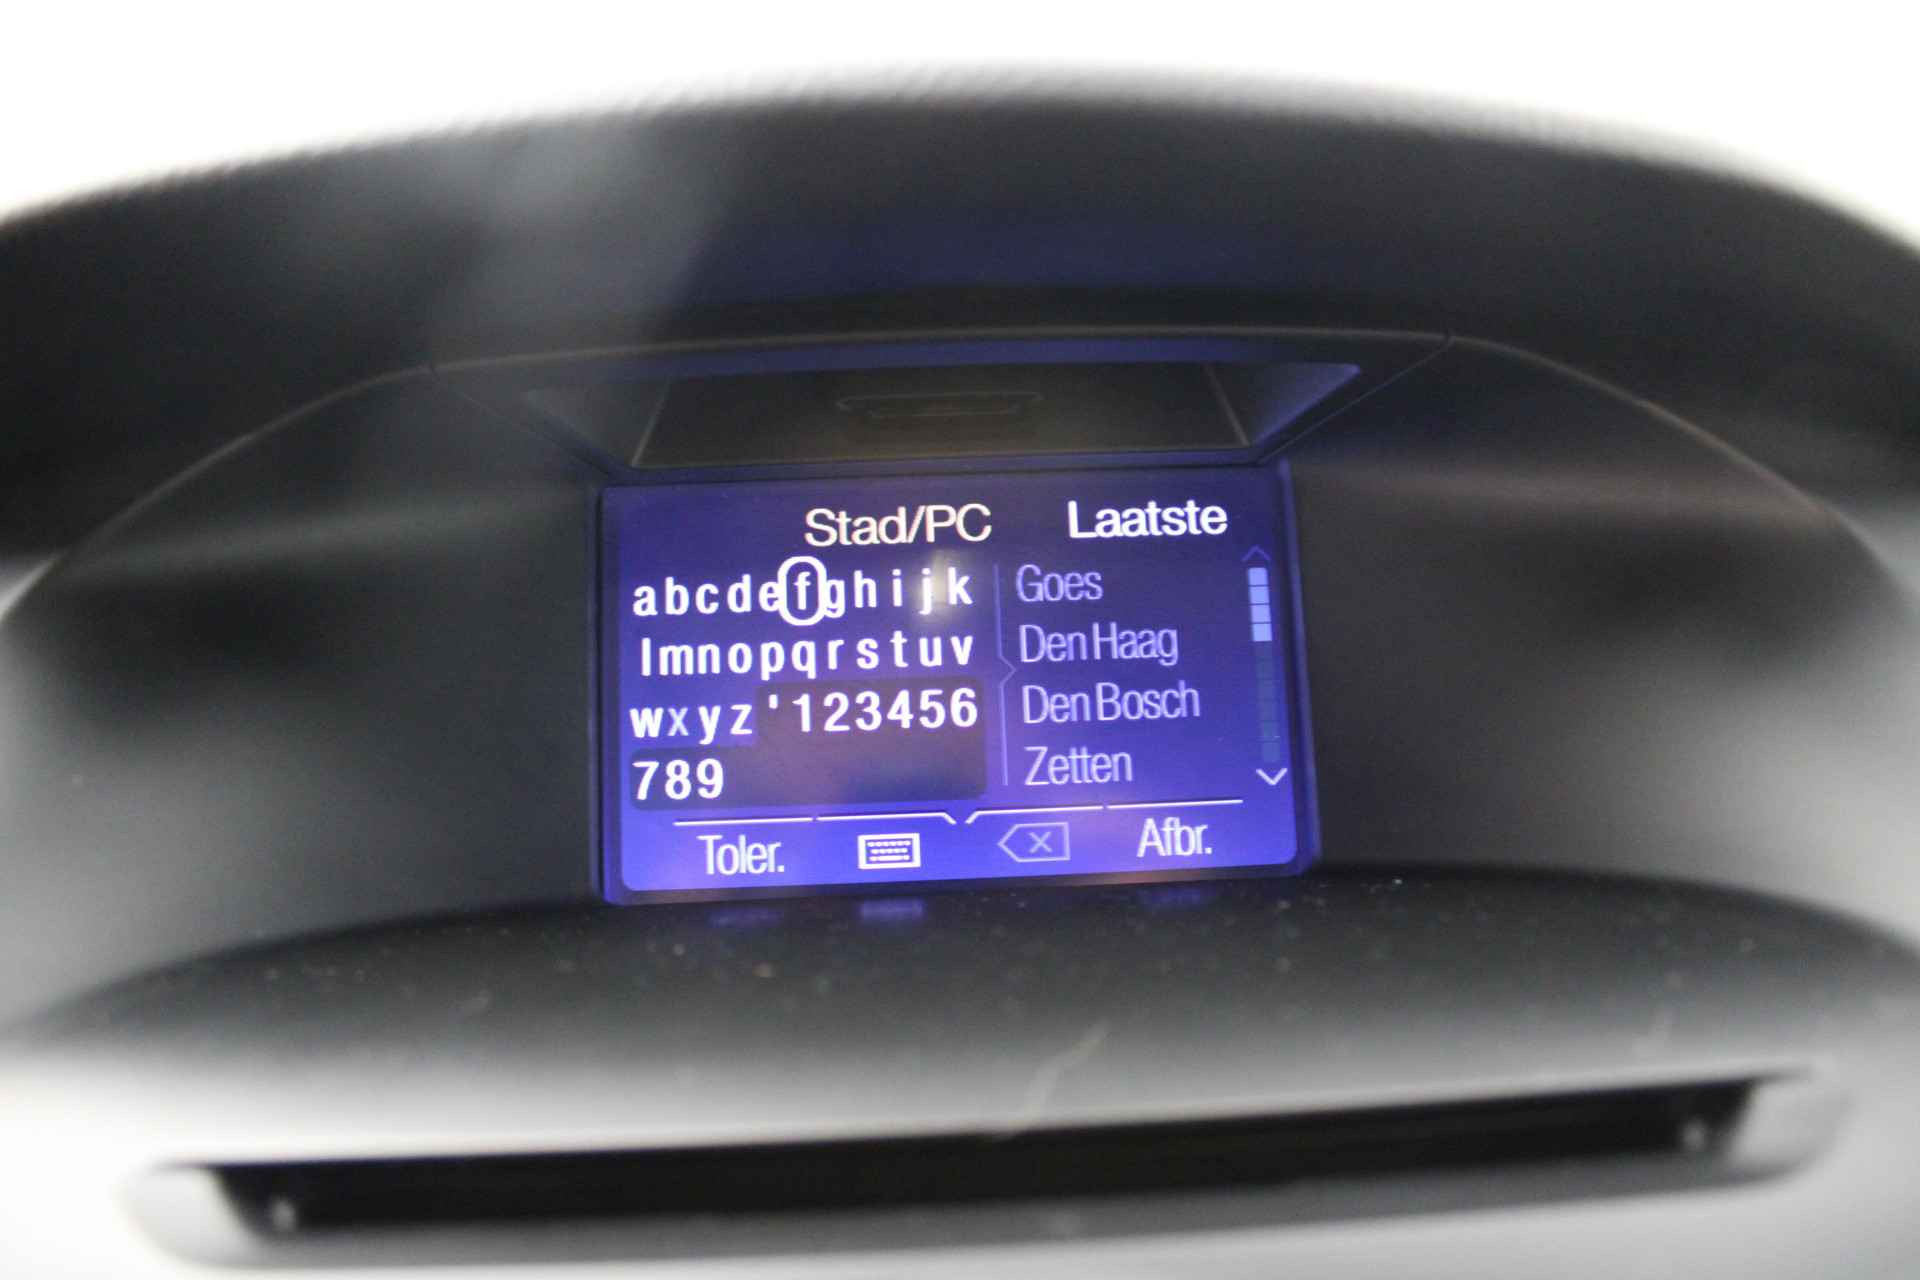 Stad/PC
Laatste
abcdefghijk
lmnopqrstuv
wxyz'123456
789
Goes
Den Haag
Den Bosch
Zetten
Toler.
Afbr.